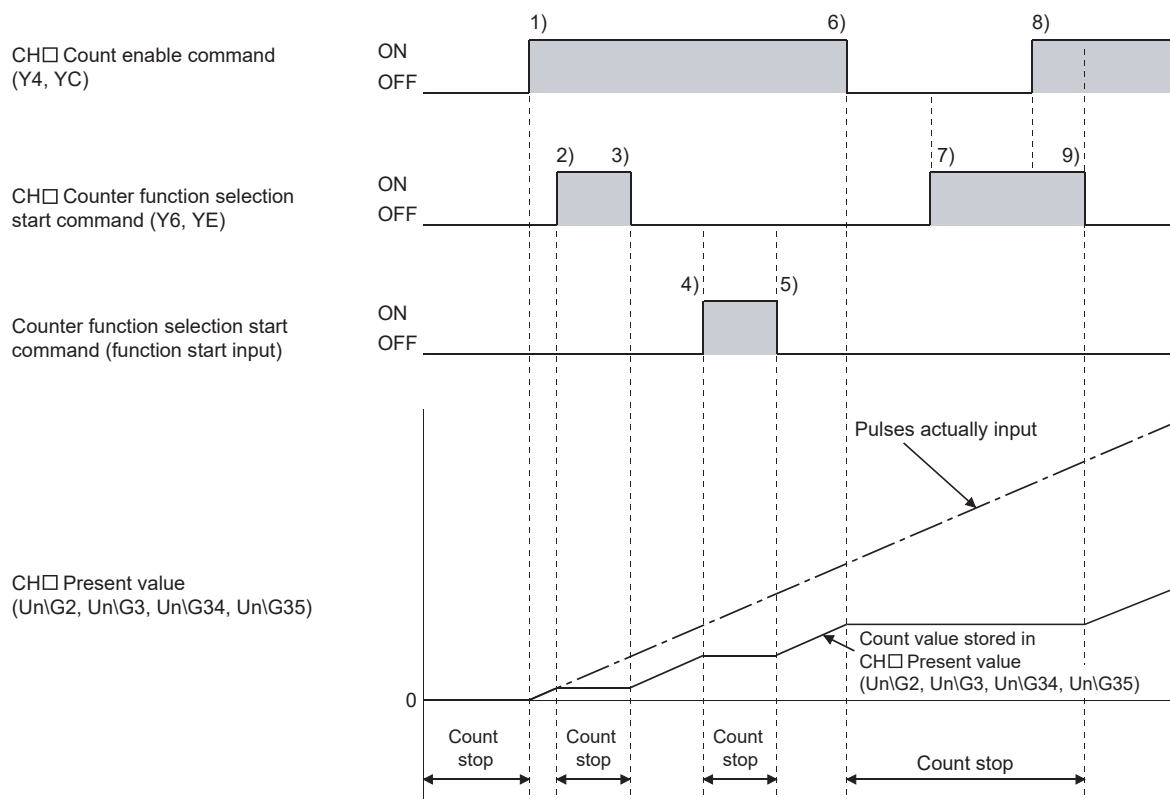 1)
6)
8)
CH□ Count enable command
(Y4, YC)
ON
OFF
2)
3)
7)
9)
CH□ Counter function selection
start command (Y6, YE)
ON
OFF
4)
5)
Counter function selection start
command (function start input)
ON
OFF
Pulses actually input
CH□ Present value
(Un\G2, Un\G3, Un\G34, Un\G35)
Count value stored in
CH□ Present value
(Un\G2, Un\G3, Un\G34, Un\G35)
0
Count
stop
Count
stop
Count
stop
Count stop